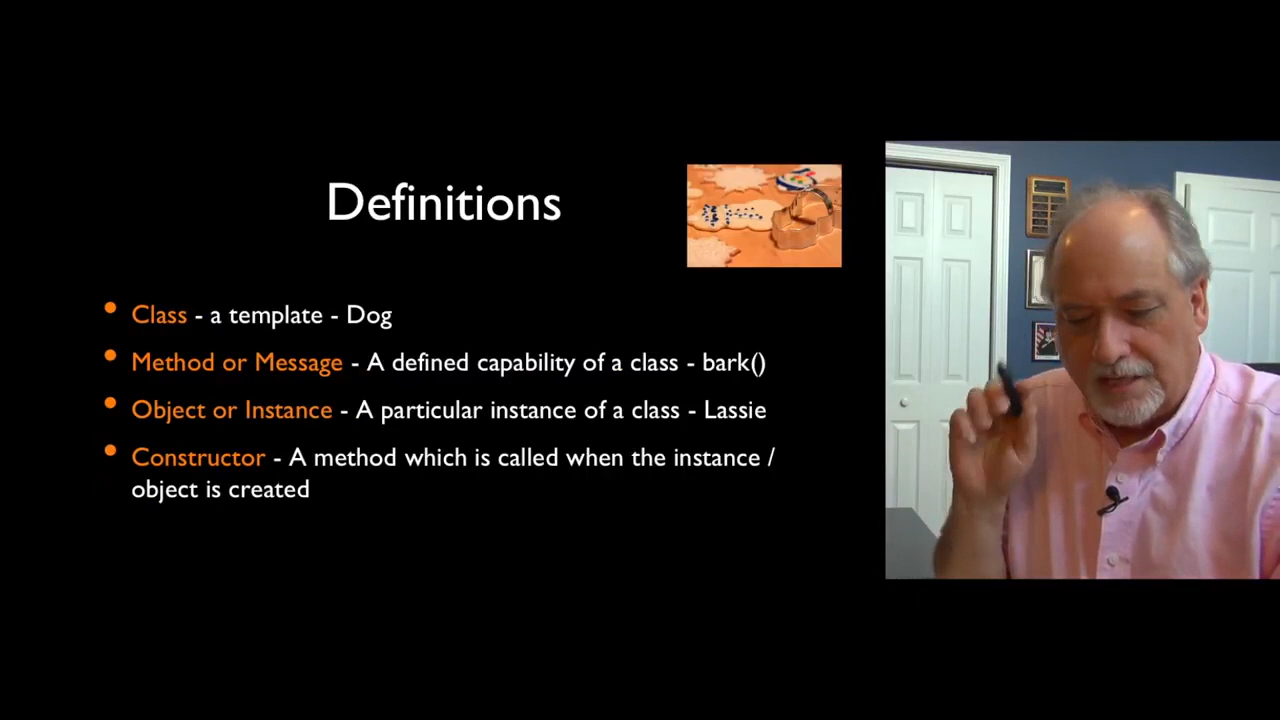 Definitions
• Class - a template - Dog
• Method or Message - A defined capability of a class - bark()
• Object or Instance - A particular instance of a class - Lassie
• Constructor - A method which is called when the instance /
object is created